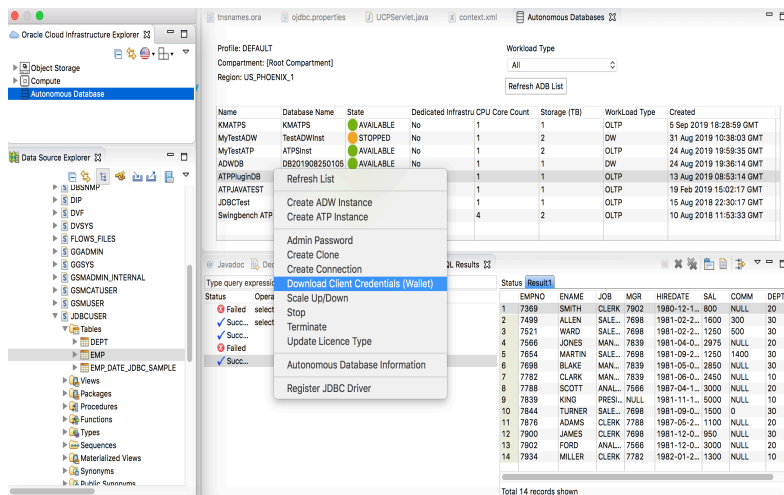 Oracle Cloud Infrastructure Explorer
Object Storage
Compute
Autonomous Database
Data Source Explorer
DBSNMP
DIP
DVF
DVSYS
FLOWS_FILES
GGADMIN
GGSYS
GSMADMIN_INTERNAL
GSMCATUSER
GSMUSER
JDBCUSER
Tables
DEPT
EMP
EMP_DATE_JDBC_SAMPLE
Views
Packages
Procedures
Functions
Types
Sequences
Materialized Views
Synonyms
Public Synonyms
tnsnames.ora ojdbc.properties UCPServlet.java context.xml Autonomous Databases
Profile: DEFAULT
Compartment: [Root Compartment]
Region: US_PHOENIX_1
Workload Type
All
Refresh ADB List
Name Database Name State Dedicated Infrastru CPU Core Count Storage (TB) WorkLoad Type Created
KMATPS KMATPS AVAILABLE No 1 1 OLTP 5 Sep 2019 18:28:59 GMT
MyTestADW TestADWInst STOPPED No 1 2 DW 31 Aug 2019 10:38:03 GMT
MyTestATP ATPSInst AVAILABLE No 1 2 OLTP 24 Aug 2019 19:59:35 GMT
ADWDB DB201908250105 AVAILABLE No 1 1 DW 24 Aug 2019 19:36:14 GMT
ATPPluginDB 1 1 OLTP 13 Aug 2019 08:53:14 GMT
ATPJAVATEST 1 1 OLTP 19 Feb 2019 15:02:17 GMT
JDBCTest 1 1 OLTP 15 Aug 2018 22:30:17 GMT
Swingbench ATP 4 2 OLTP 10 Aug 2018 11:53:33 GMT
Refresh List
Create ADW Instance
Create ATP Instance
Admin Password
Create Clone
Create Connection
Download Client Credentials (Wallet)
Scale Up/Down
Stop
Terminate
Update Licence Type
Autonomous Database Information
Register JDBC Driver
Javadoc Dec QL Results
Type query expressio
Status Opera
Failed select
Succ... select
Succ...
Failed
Succ...
Status Result1
EMPNO ENAME JOB MGR HIREDATE SAL COMM DEPT
1 7369 SMITH CLERK 7902 1980-12-1... 800 NULL 20
2 7499 ALLEN SALE... 7698 1981-02-2... 1600 300 30
3 7521 WARD SALE... 7698 1981-02-2... 1250 500 30
4 7566 JONES MAN... 7839 1981-04-0... 2975 NULL 20
5 7654 MARTIN SALE... 7698 1981-09-2... 1250 1400 30
6 7698 BLAKE MAN... 7839 1981-05-0... 2850 NULL 30
7 7782 CLARK MAN... 7839 1981-06-0... 2450 NULL 10
8 7788 SCOTT ANAL... 7566 1987-04-1... 3000 NULL 20
9 7839 KING PRESI... NULL 1981-11-1... 5000 NULL 10
10 7844 TURNER SALE... 7698 1981-09-0... 1500 0 30
11 7876 ADAMS CLERK 7788 1987-05-2... 1100 NULL 20
12 7900 JAMES CLERK 7698 1981-12-0... 950 NULL 30
13 7902 FORD ANAL... 7566 1981-12-0... 3000 NULL 20
14 7934 MILLER CLERK 7782 1982-01-2... 1300 NULL 10
Total 14 records shown